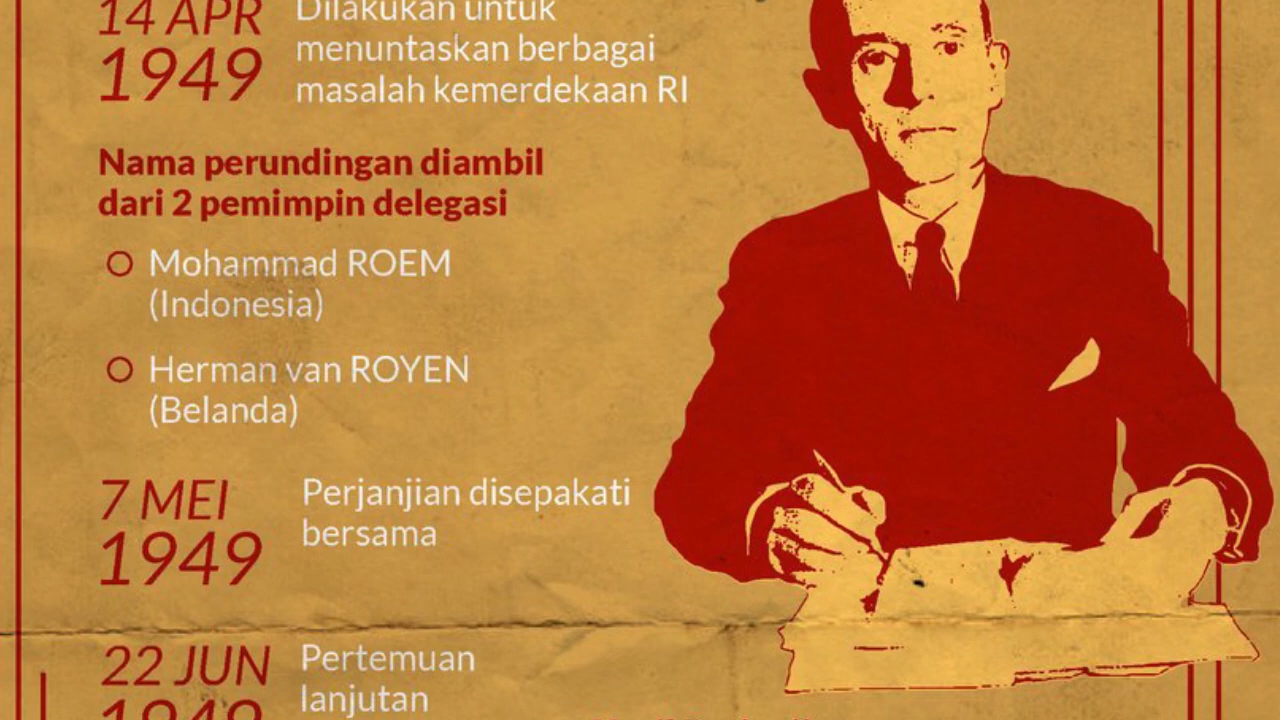 14 APR
1949
Dilakukan untuk
menuntaskan berbagai
masalah kemerdekaan RI
Nama perundingan diambil
dari 2 pemimpin delegasi
Mohammad ROEM
(Indonesia)
Herman van ROYEN
(Belanda)
7 MEI
1949
Perjanjian disepakati
bersama
22 JUN
1949
Pertemuan
lanjutan